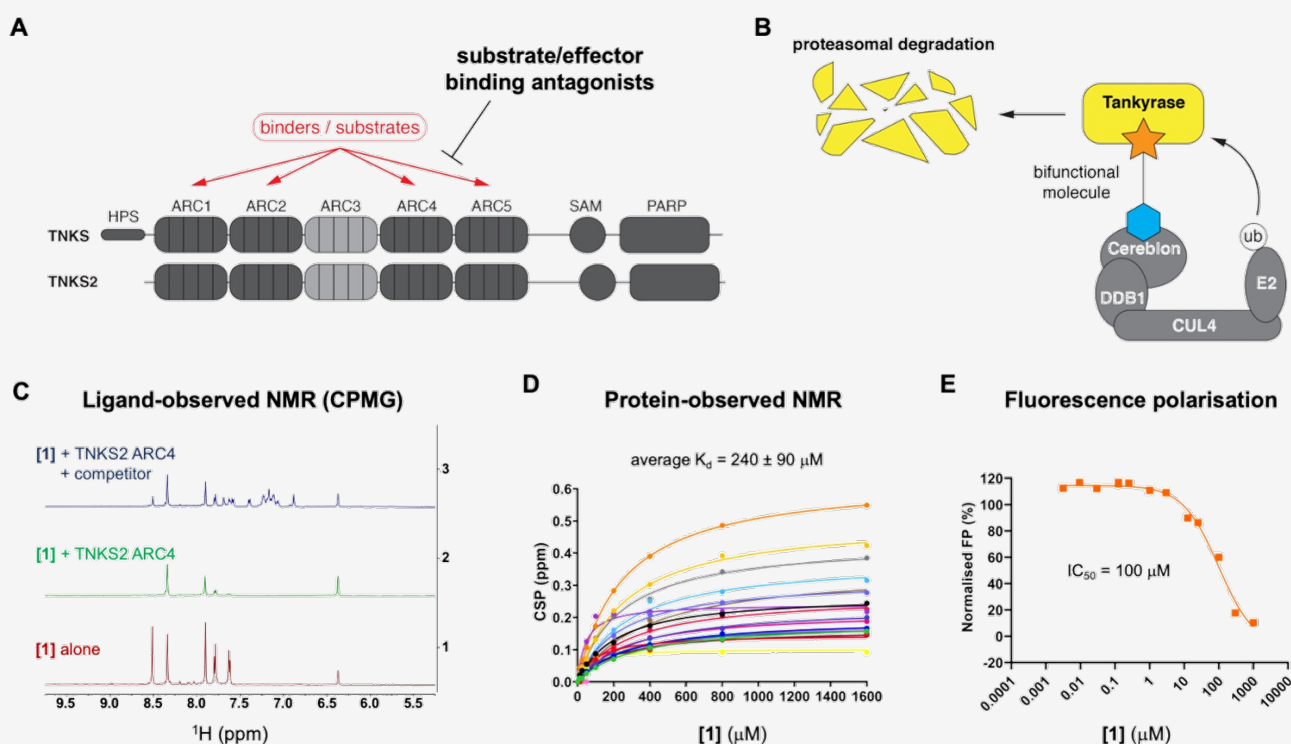 A
substrate/effector
binding antagonists
binders / substrates
HPS
ARC1 ARC2 ARC3 ARC4 ARC5 SAM PARP
TNKS
TNKS2
B
proteasomal degradation
Tankyrase
bifunctional
molecule
ub
Cereblon
DDB1
E2
CUL4
C Ligand-observed NMR (CPMG)
[1] + TNKS2 ARC4
+ competitor
3
[1] + TNKS2 ARC4
2
[1] alone
1
9.5 9.0 8.5 8.0 7.5 7.0 6.5 6.0 5.5
¹H (ppm)
D Protein-observed NMR
average Kd = 240 ± 90 μM
CSP (ppm)
0.6
0.5
0.4
0.3
0.2
0.1
0.0
0 200 400 600 800 1000 1200 1400 1600
[1] (μM)
E Fluorescence polarisation
Normalised FP (%)
120
100
80
60
40
20
0
-20
IC50 = 100 μM
0.0001 0.001 0.01 0.1 1 10 100 1000 10000
[1] (μM)